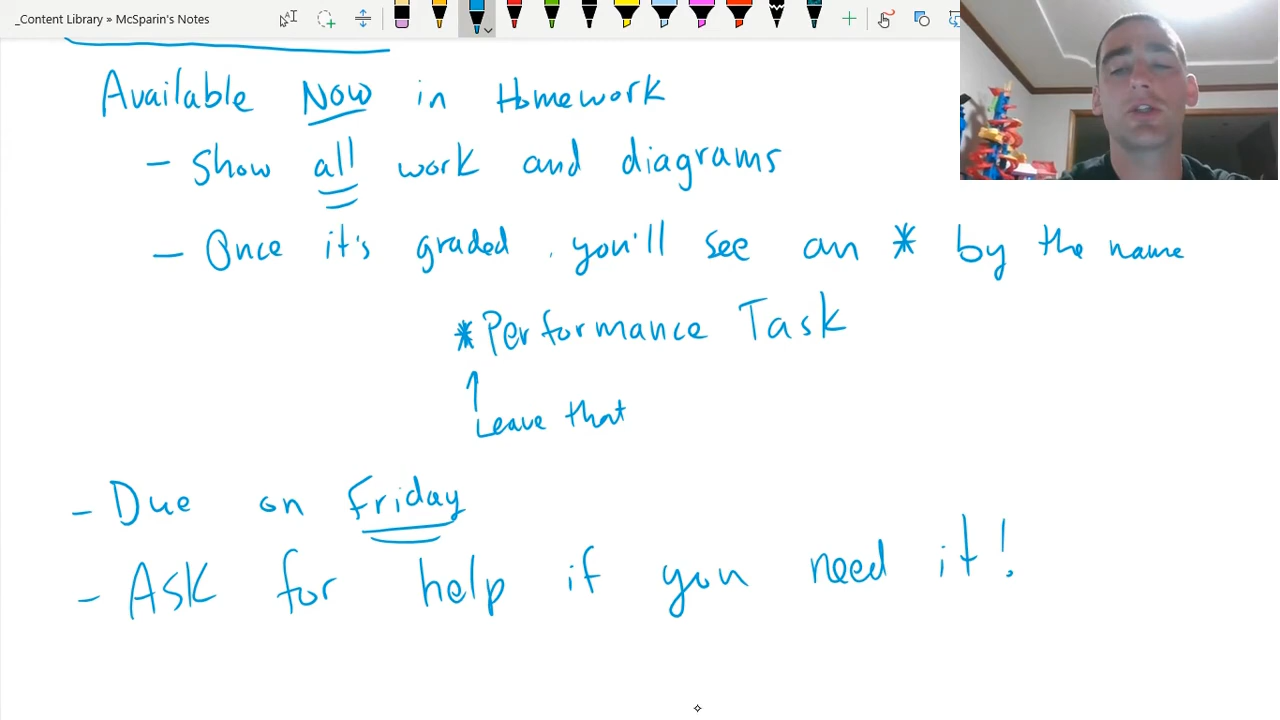 _Content Library » McSparin's Notes
Available Now in Homework
- Show all work and diagrams
- Once it's graded, you'll see an * by the name
*Performance Task
Leave that
- Due on Friday
- Ask for help if you need it!